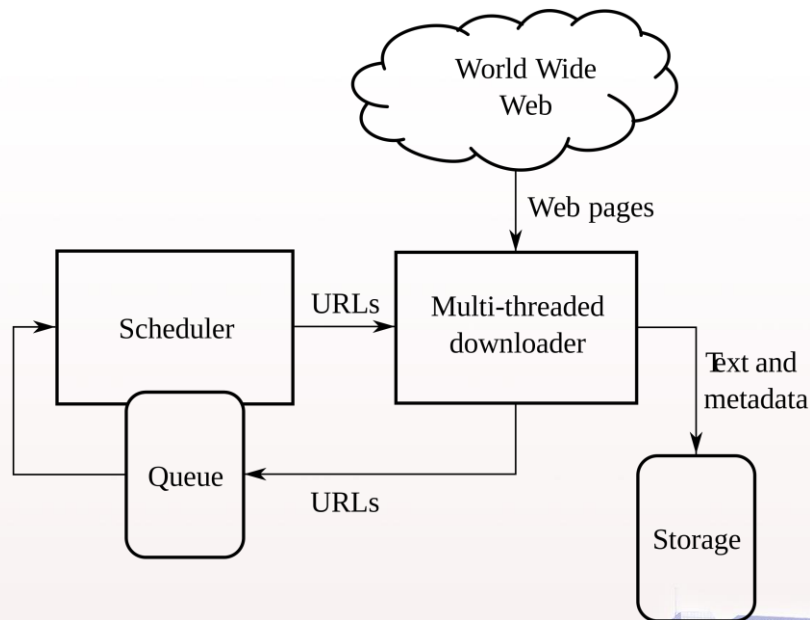 World Wide
Web
Web pages
Scheduler
URLs
Multi-threaded
downloader
Text and
metadata
Queue
URLs
Storage